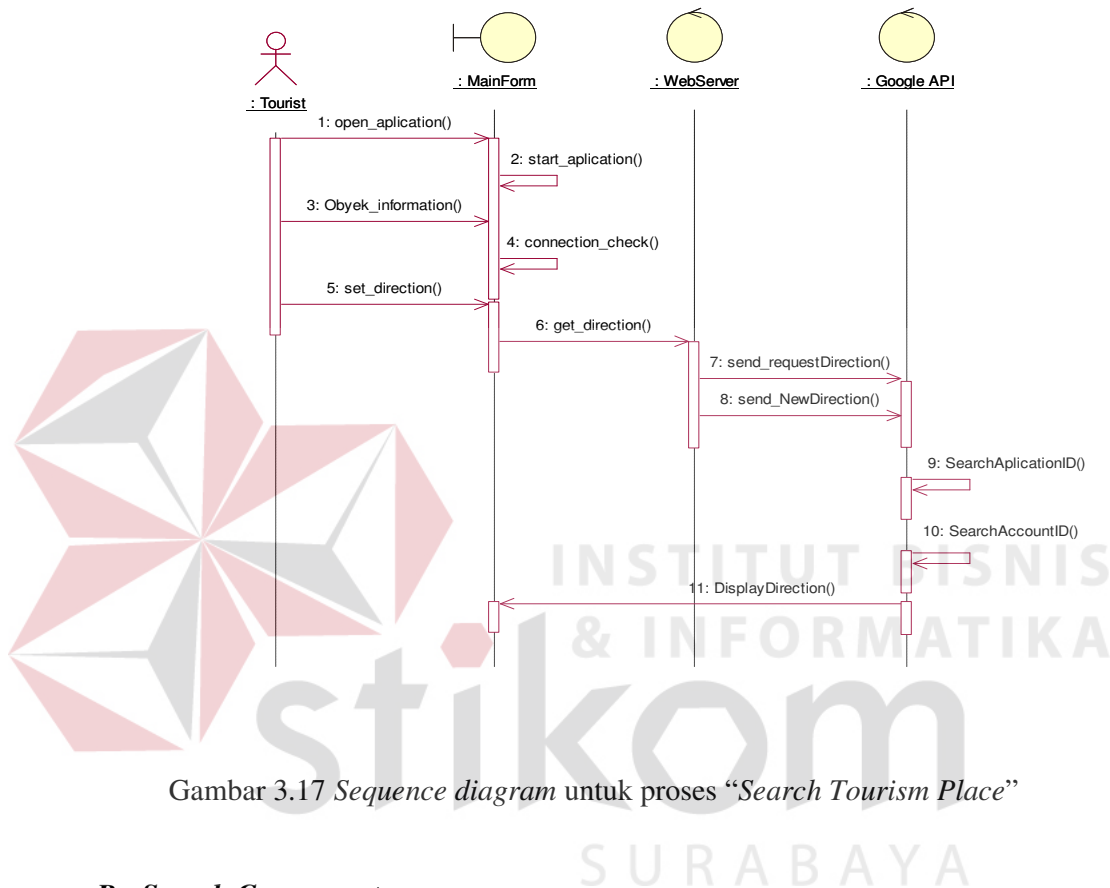 : Tourist
: MainForm
: WebServer
: Google API
1: open_aplication()
2: start_aplication()
3: Obyek_information()
4: connection_check()
5: set_direction()
6: get_direction()
7: send_requestDirection()
8: send_NewDirection()
9: SearchAplicationID()
10: SearchAccountID()
11: DisplayDirection()
INSTITUT BISNIS
& INFORMATIKA
stikom
SURABAYA
Gambar 3.17 Sequence diagram untuk proses “Search Tourism Place”